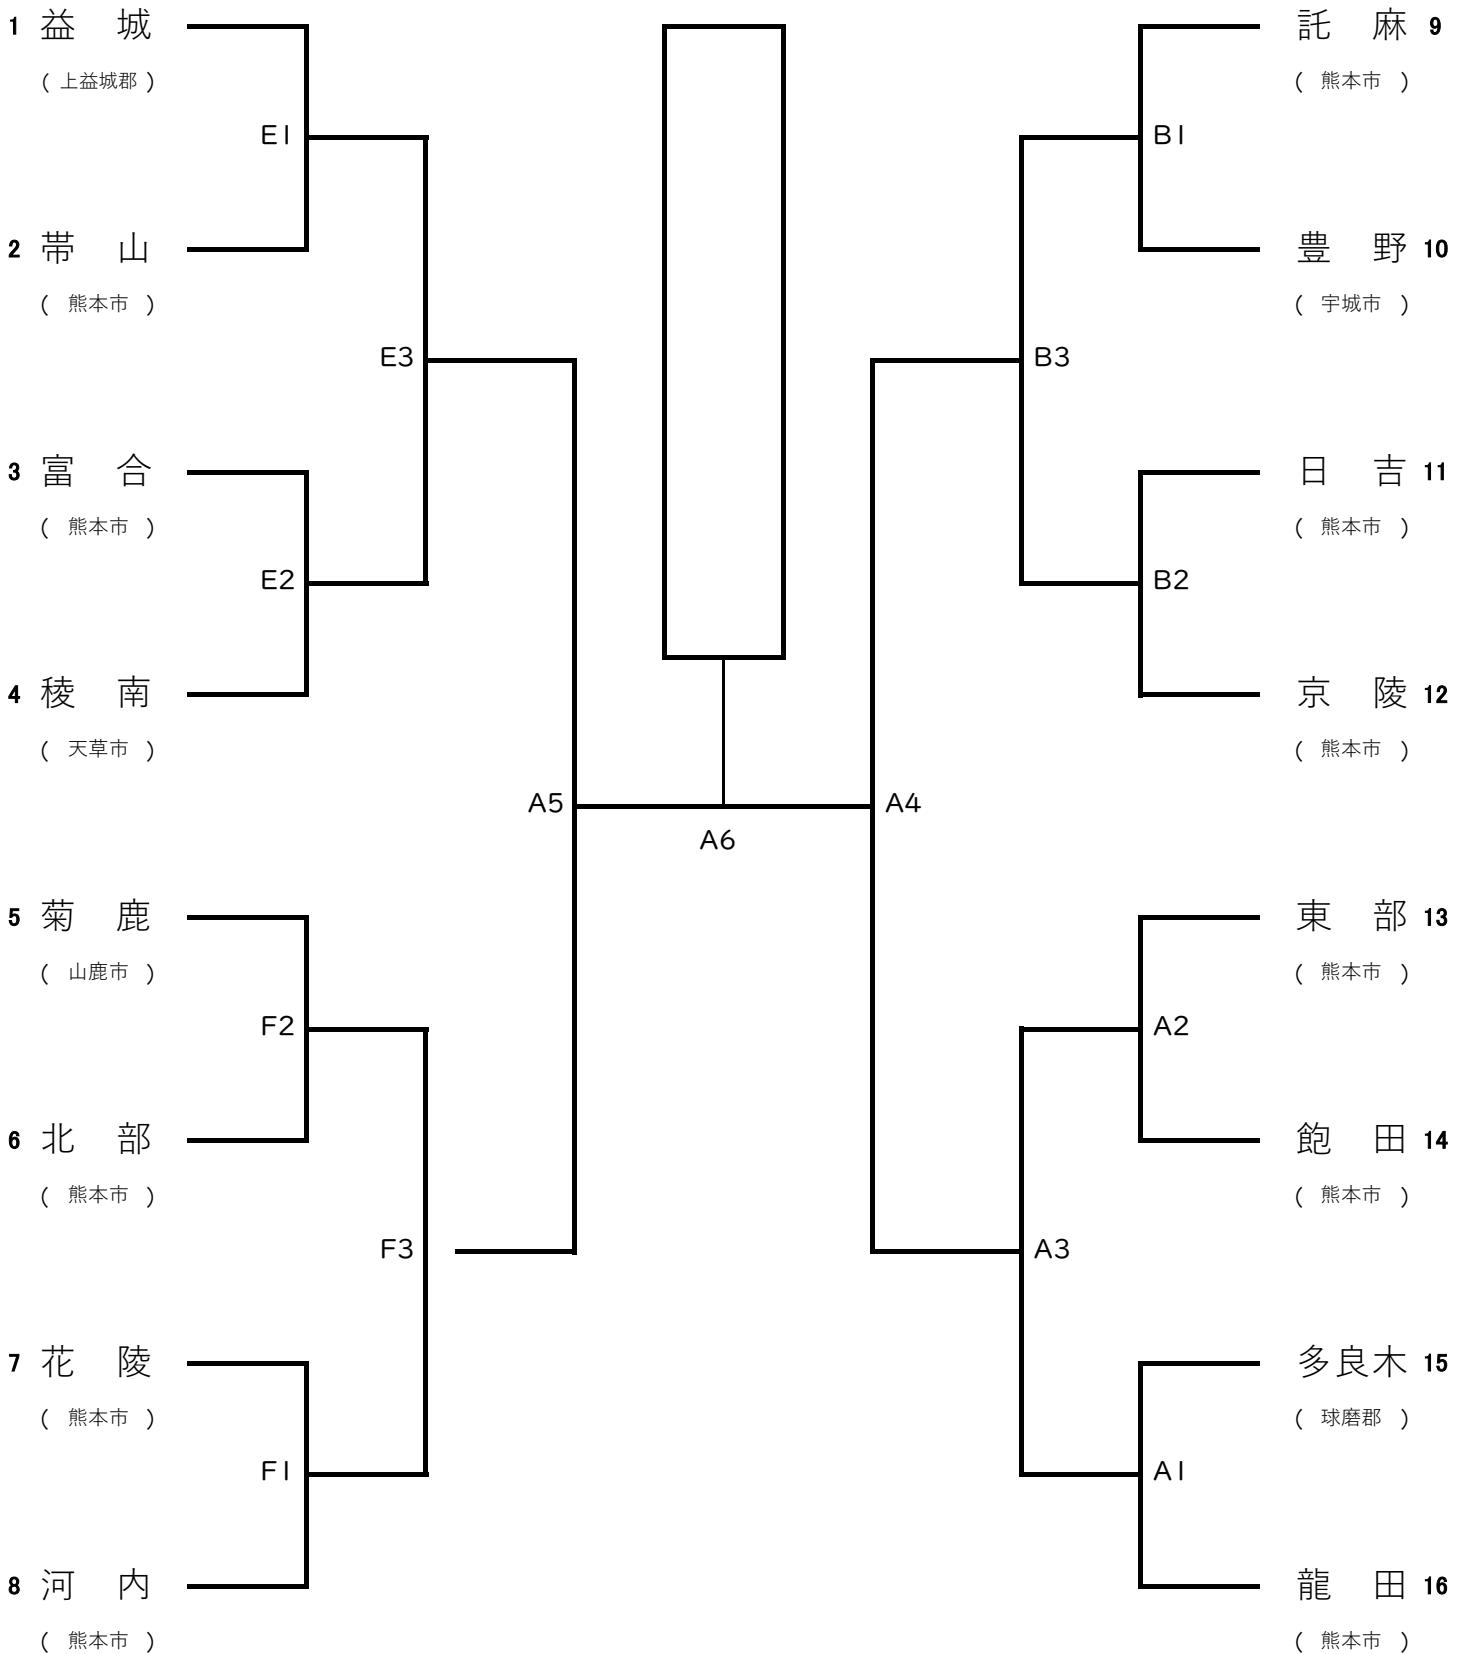 1 益 城
( 上益城郡 )
E1
2 帯 山
( 熊本市 )
E3
3 富 合
( 熊本市 )
E2
4 稜 南
( 天草市 )
A5
5 菊 鹿
( 山鹿市 )
F2
6 北 部
( 熊本市 )
F3
7 花 陵
( 熊本市 )
F1
8 河 内
( 熊本市 )
A6
託 麻 9
( 熊本市 )
B1
豊 野 10
( 宇城市 )
B3
日 吉 11
( 熊本市 )
B2
京 陵 12
( 熊本市 )
A4
東 部 13
( 熊本市 )
A2
飽 田 14
( 熊本市 )
A3
多良木 15
( 球磨郡 )
A1
龍 田 16
( 熊本市 )